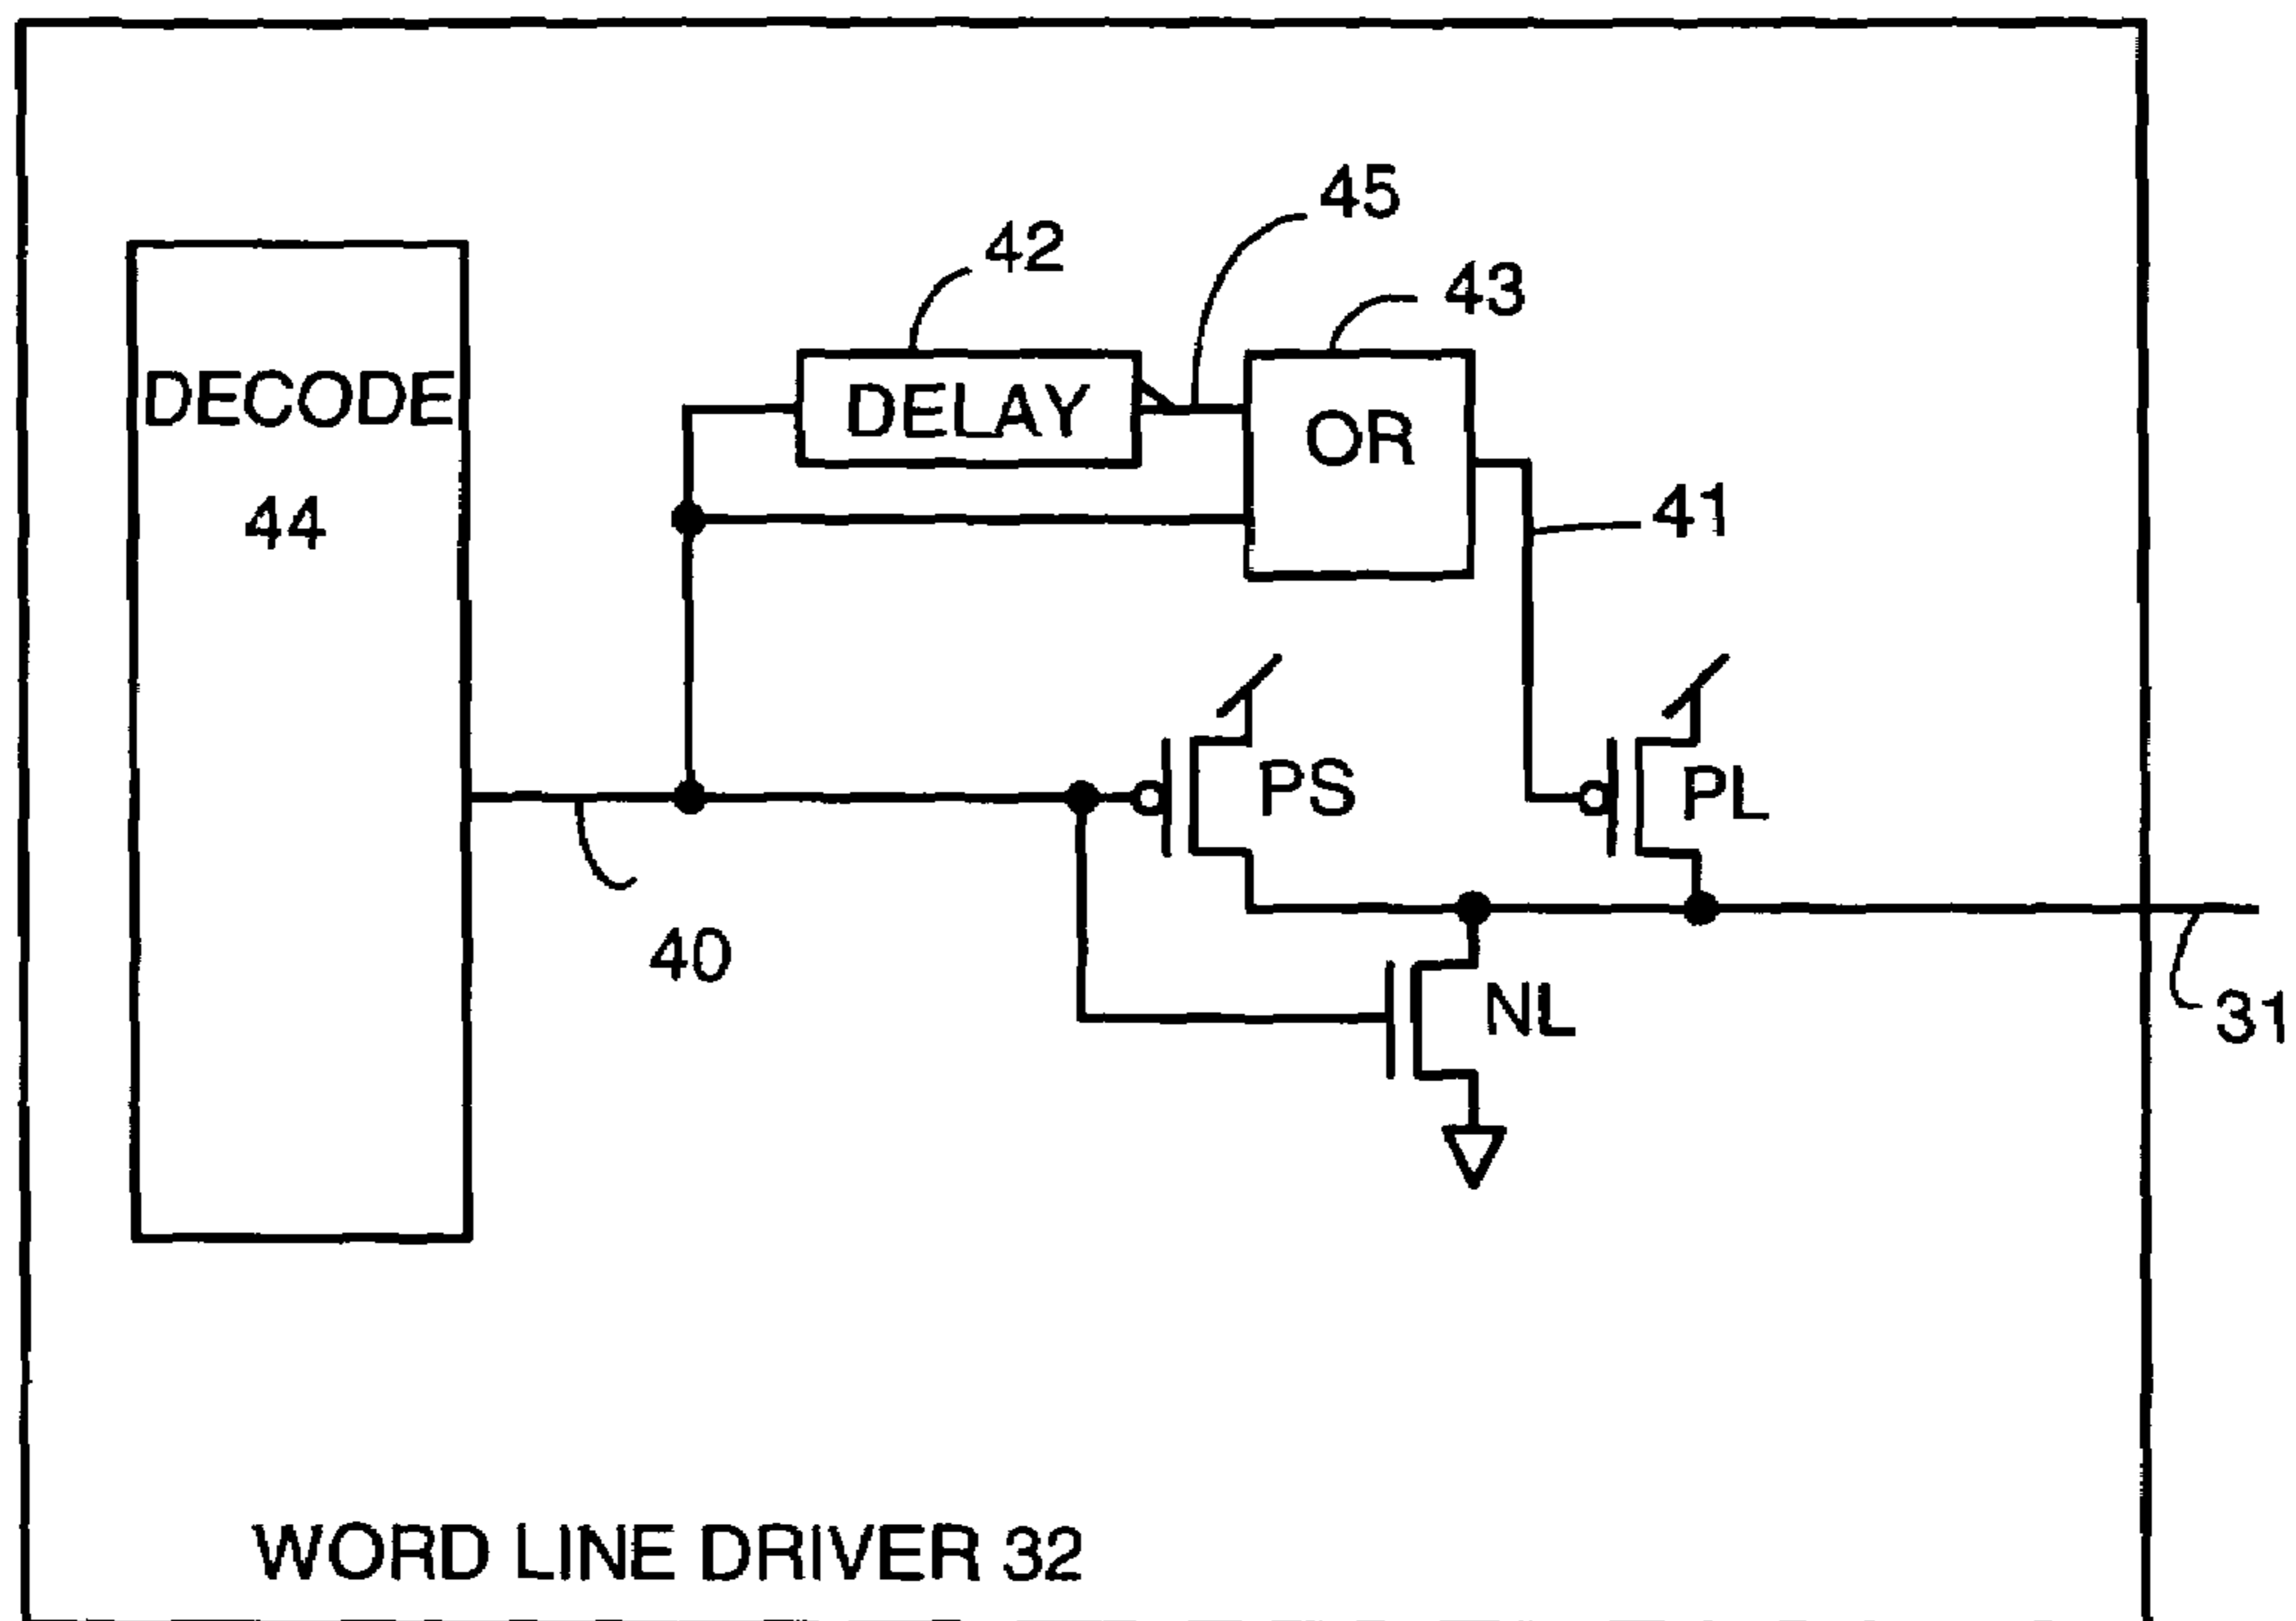 45
42
43
DELAY
DECODE
OR
44
41
PS
PL
40
NL
31
WORD LINE DRIVER 32